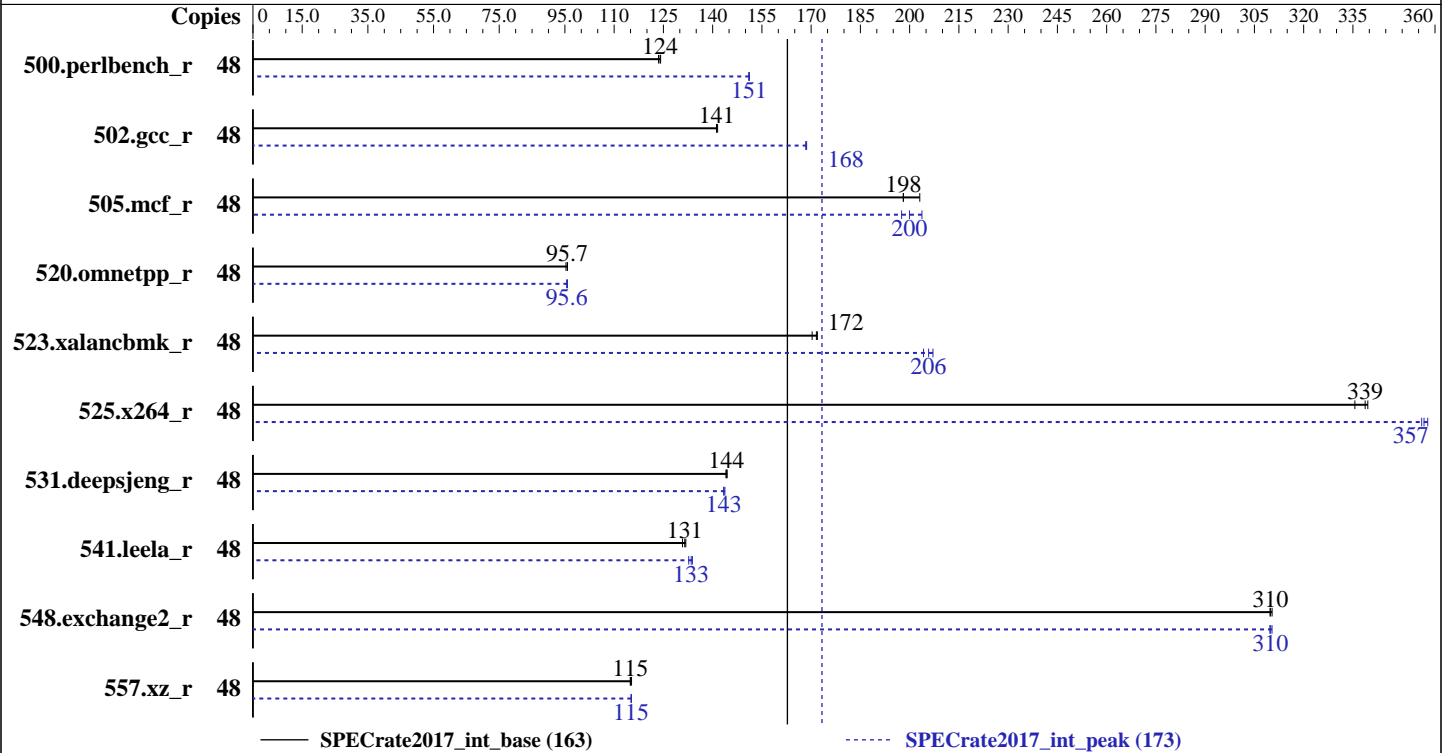 Copies 0 15.0 35.0 55.0 75.0 95.0 110 125 140 155 170 185 200 215 230 245 260 275 290 305 320 335 360
124
500.perlbench_r 48
151
141
502.gcc_r 48
168
198
505.mcf_r 48
200
95.7
520.omnetpp_r 48
95.6
172
523.xalancbmk_r 48
206
339
525.x264_r 48
357
144
531.deepsjeng_r 48
143
131
541.leela_r 48
133
310
548.exchange2_r 48
310
115
557.xz_r 48
115
SPECrate2017_int_base (163) SPECrate2017_int_peak (173)